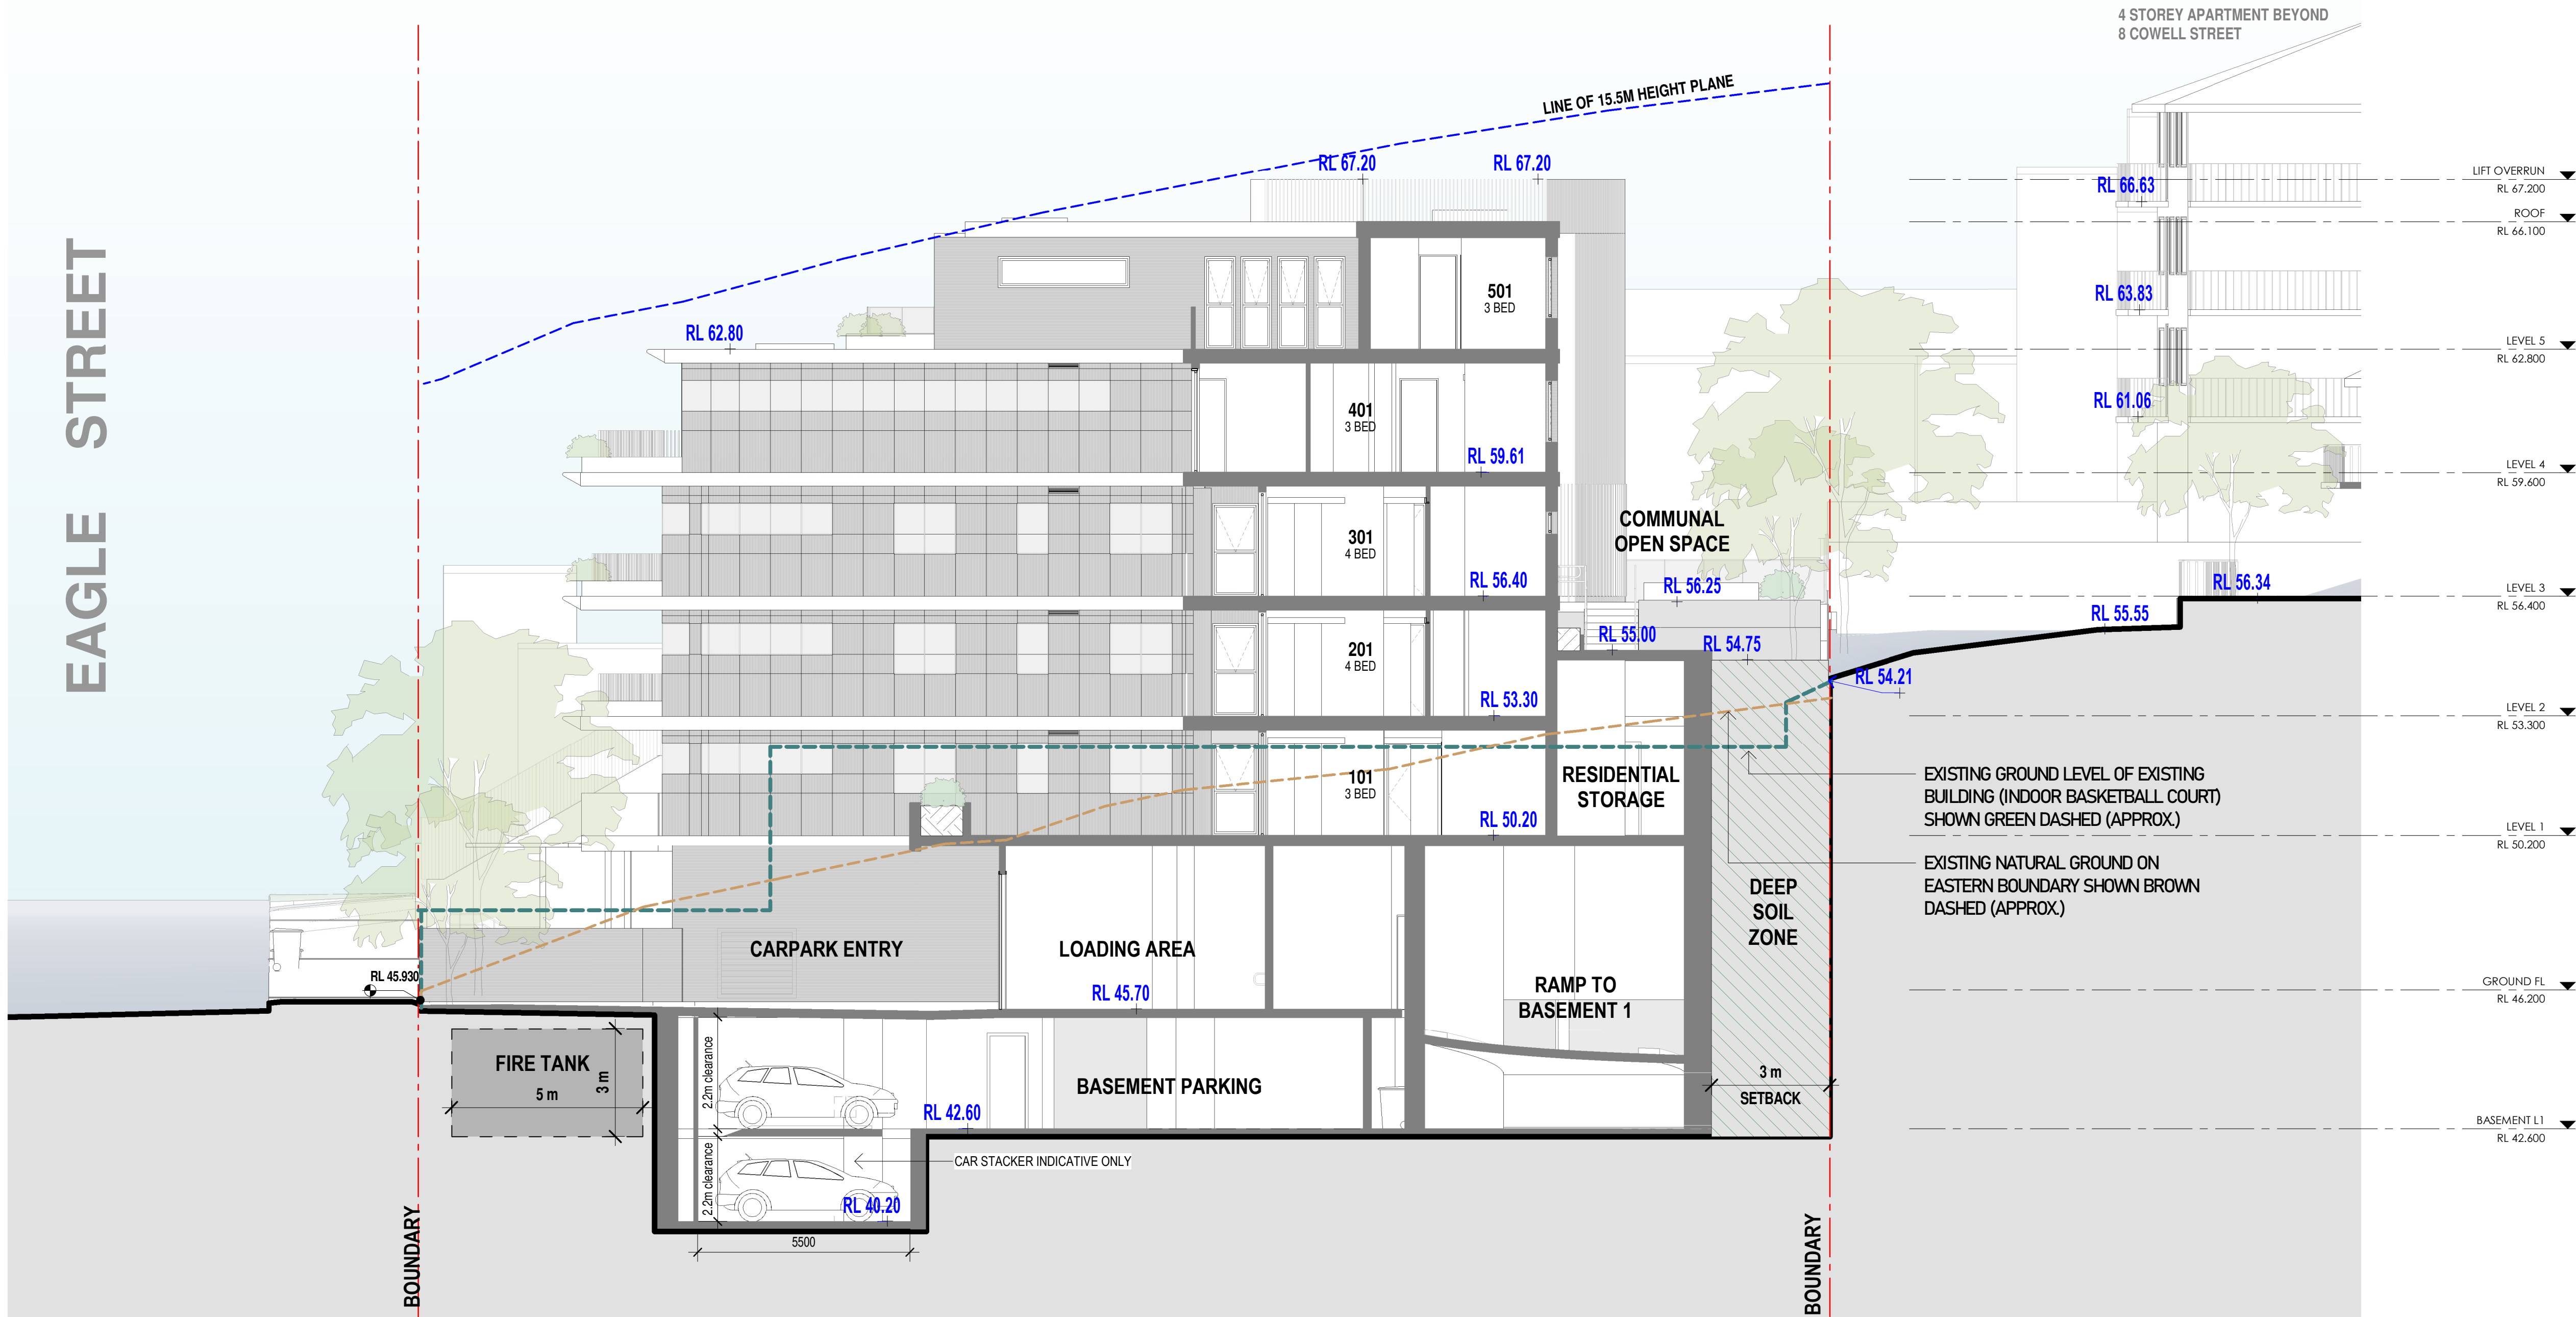 4 STOREY APARTMENT BEYOND
8 COWELL STREET
LINE OF 15.5M HEIGHT PLANE
RL 67.20
RL 67.20
LIFT OVERRUN
RL 67.200
RL 66.63
ROOF
RL 66.100
EAGLE STREET
501
3 BED
RL 63.83
RL 62.80
LEVEL 5
RL 62.800
401
3 BED
RL 61.06
RL 59.61
LEVEL 4
RL 59.600
COMMUNAL
OPEN SPACE
301
4 BED
RL 56.40
RL 56.25
RL 56.34
LEVEL 3
RL 56.400
RL 55.55
RL 55.00
RL 54.75
201
4 BED
RL 54.21
RL 53.30
LEVEL 2
RL 53.300
101
3 BED
RESIDENTIAL
STORAGE
EXISTING GROUND LEVEL OF EXISTING
BUILDING (INDOOR BASKETBALL COURT)
SHOWN GREEN DASHED (APPROX.)
RL 50.20
LEVEL 1
RL 50.200
EXISTING NATURAL GROUND ON
EASTERN BOUNDARY SHOWN BROWN
DASHED (APPROX.)
DEEP
SOIL
ZONE
CARPARK ENTRY
LOADING AREA
RL 45.930
RL 45.70
RAMP TO
BASEMENT 1
GROUND FL
RL 46.200
FIRE TANK
5 m
3 m
2.2m clearance
BASEMENT PARKING
3 m
SETBACK
RL 42.60
BASEMENT L1
RL 42.600
CAR STACKER INDICATIVE ONLY
2.2m clearance
RL 40.20
5500
BOUNDARY
BOUNDARY